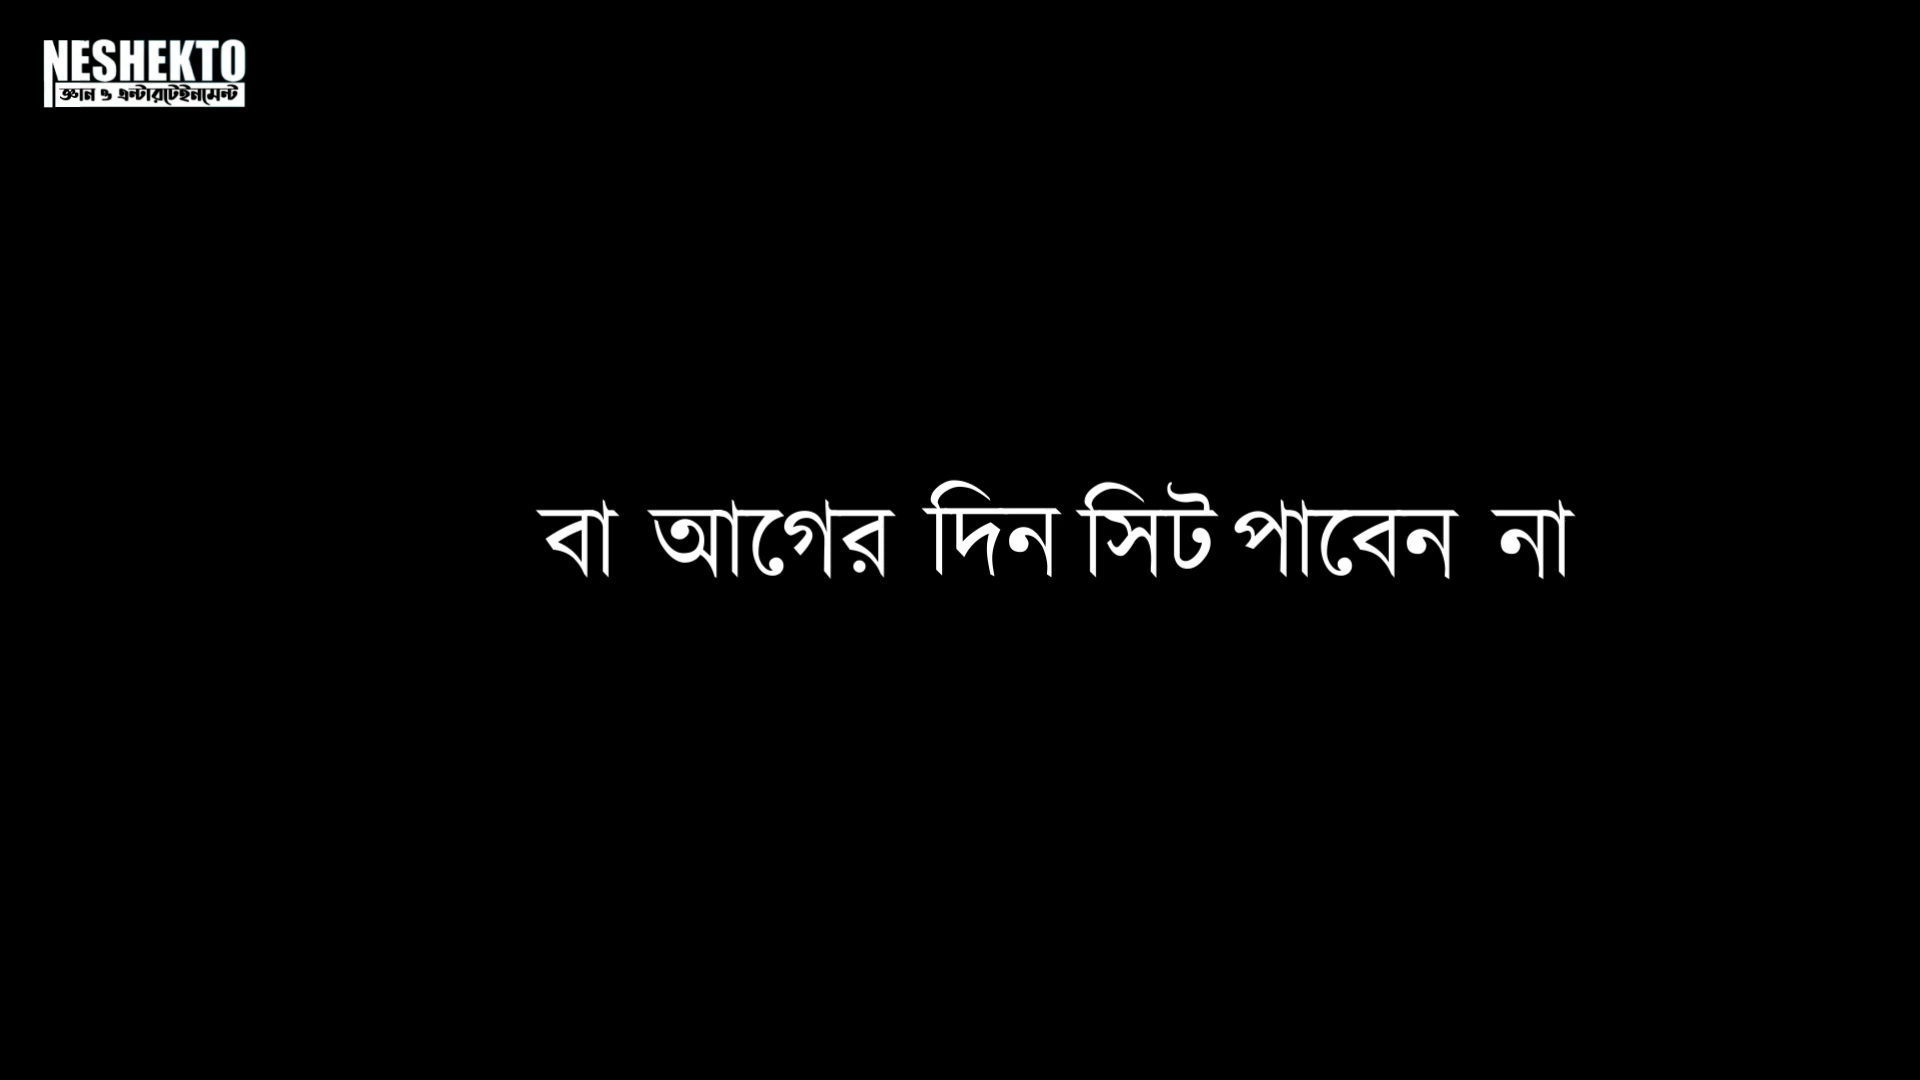 NESHEKTO
জ্ঞান ও এন্টারটেইনমেন্ট
বা আগের দিন সিট পাবেন না